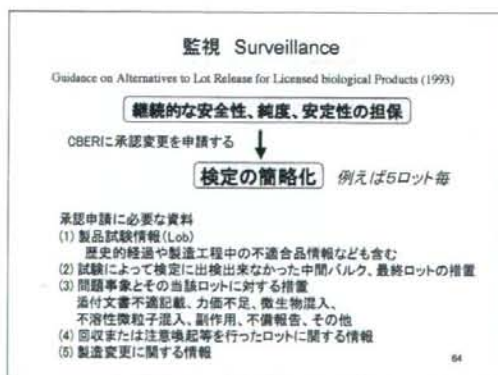 監視 Surveillance
Guidance on Alternatives to Lot Release for Licensed biological Products (1993)
継続的な安全性、純度、安定性の担保
CBERに承認変更を申請する
検定の簡略化 例えば5ロット毎
承認申請に必要な資料
(1) 製品試験情報(Lob)
歴史的経過や製造工程中の不適合品情報なども含む
(2) 試験によって検定に出検出来なかった中間バルク、最終ロットの措置
(3) 問題事象とその当該ロットに対する措置
添付文書不適記載、力価不足、微生物混入、
不溶性微粒子混入、副作用、不備報告、その他
(4) 回収または注意喚起等を行ったロットに関する情報
(5) 製造変更に関する情報
64